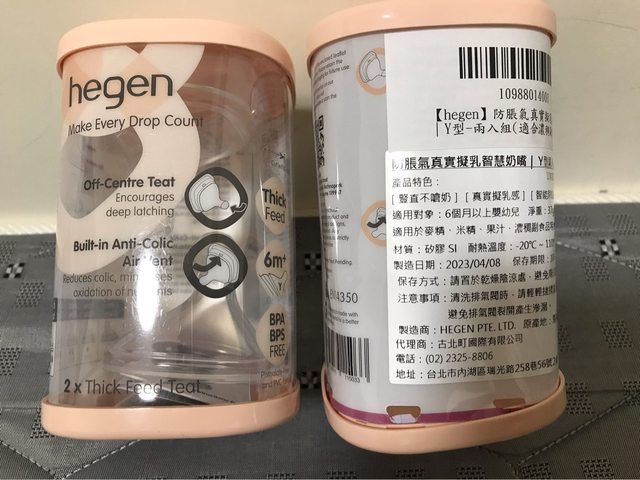 hegen
Make Every Drop Count
Off-Centre Teat
Encourages
deep latching
Built-in Anti-Colic
Air Vent
Reduces colic,
oxidation of
Thick
Feed
6m+
Y
BPA
BPS
FREE
2 x Thick Feed Teat
10988014001
【hegen】防脹氣真實擬
| Y型-兩入組(適合濃稠
防脹氣真實擬乳智慧奶嘴 | Y型
產品特色：
[ 豎直不嗆奶 ] [ 真實擬乳感 ] [ 智能
適用對象：6個月以上嬰幼兒 淨重：
適用於麥精、米精、果汁、濃稠副食品
材質：矽膠 SI 耐熱溫度：-20℃ ~
製造日期：2023/04/08 保存期限：
保存方式：請置於乾燥陰涼處，避免
注意事項：清洗排氣閥時，請輕輕搓
避免排氣閥裂開產生滲漏。
製造商：HEGEN PTE. LTD. 原產地：
代理商：古北町國際有限公司
電話：(02) 2325-8806
地址：台北市內湖區瑞光路258巷56號